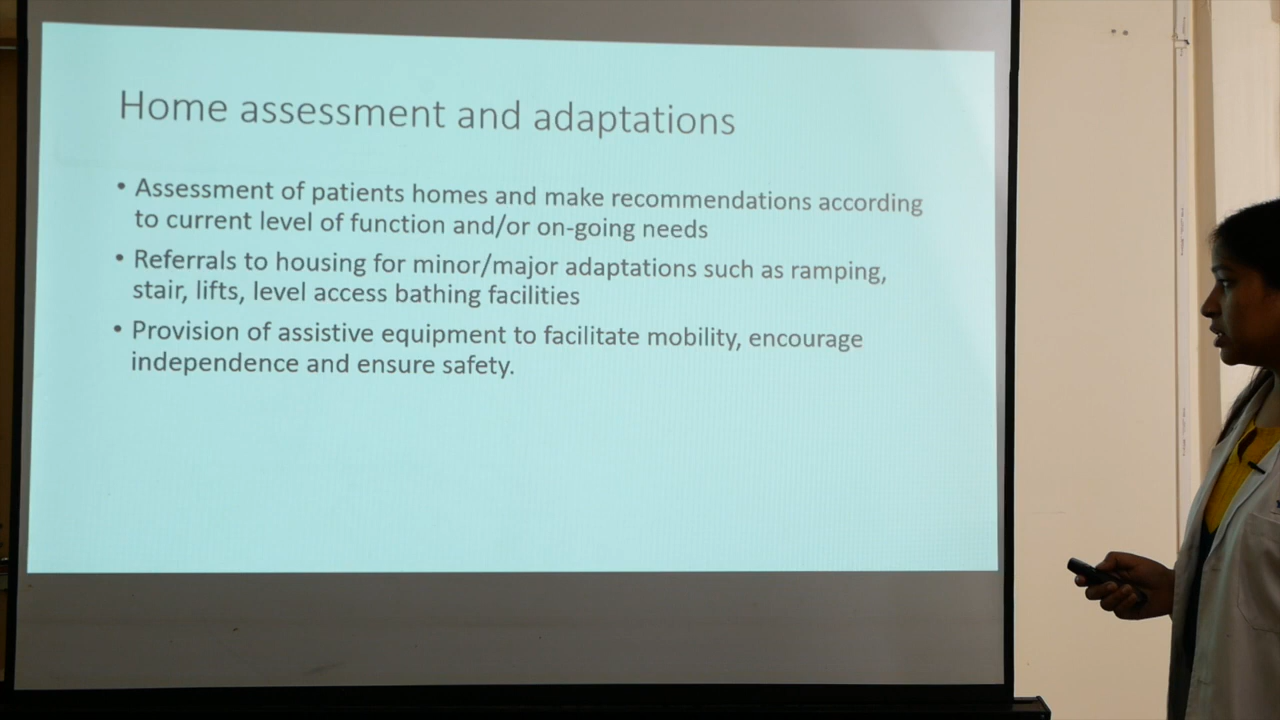 Home assessment and adaptations
• Assessment of patients homes and make recommendations according
to current level of function and/or on-going needs
• Referrals to housing for minor/major adaptations such as ramping,
stair, lifts, level access bathing facilities
• Provision of assistive equipment to facilitate mobility, encourage
independence and ensure safety.